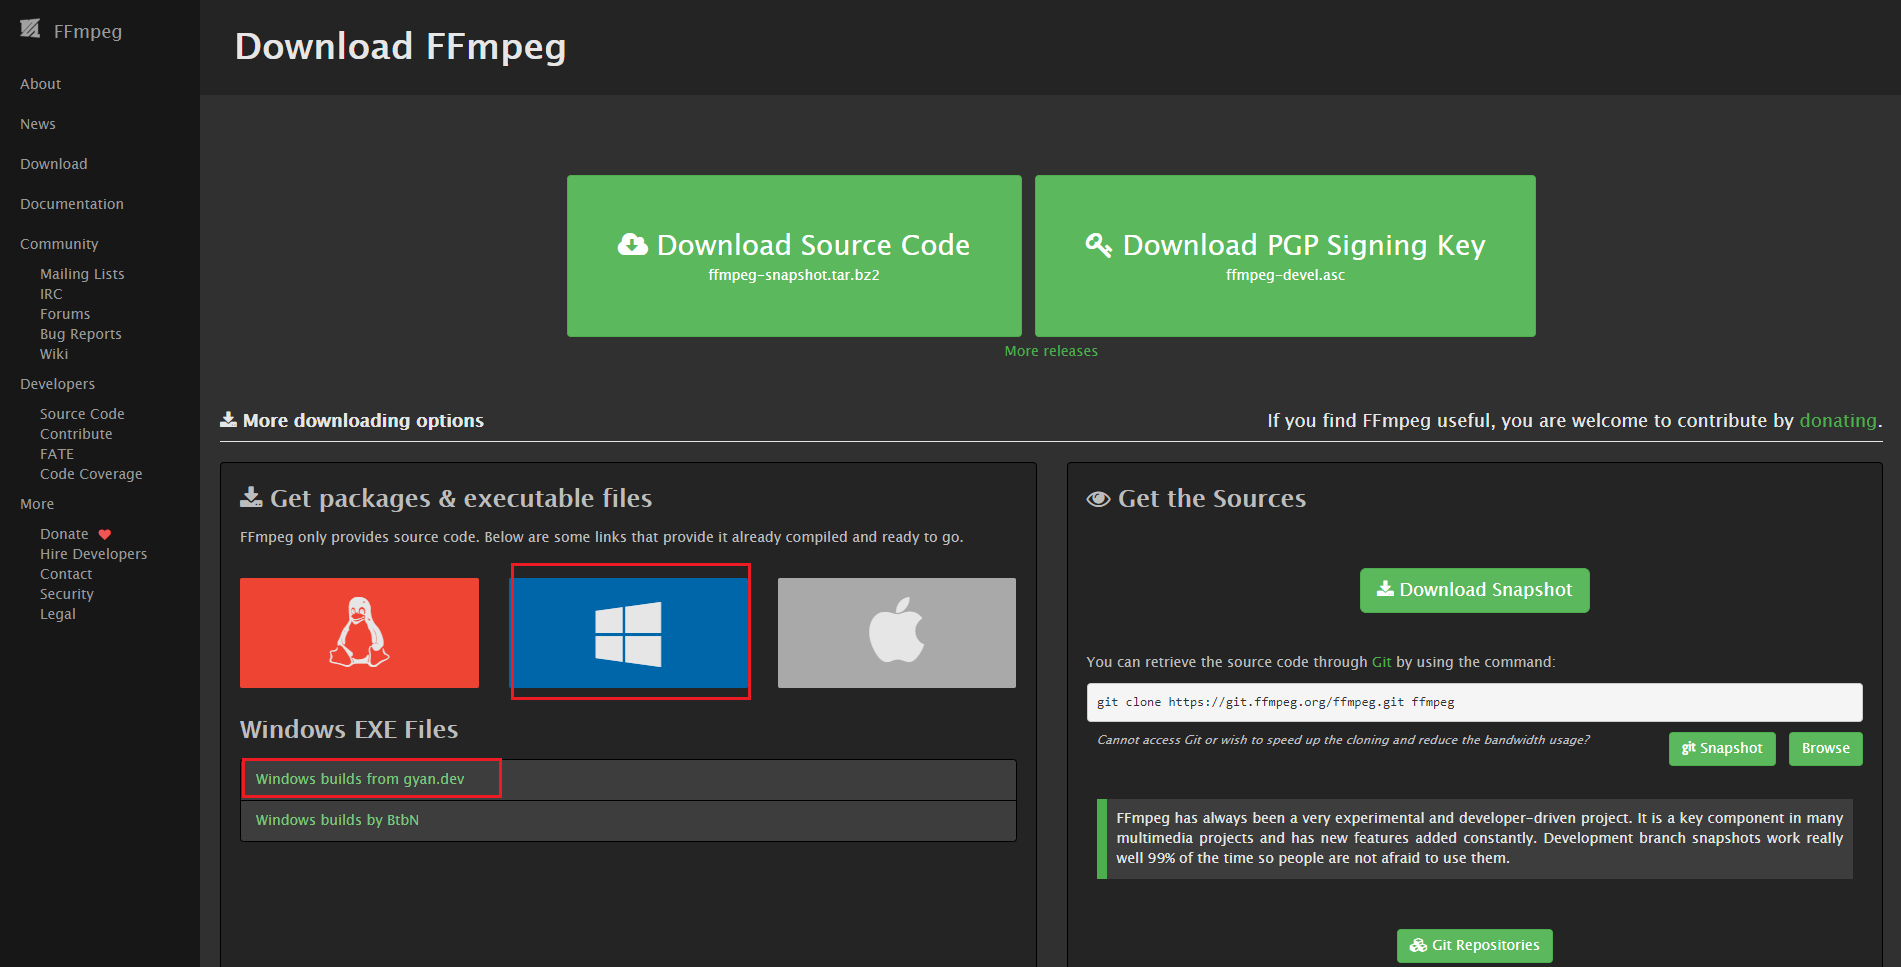 FFmpeg
About
News
Download
Documentation
Community
Mailing Lists
IRC
Forums
Bug Reports
Wiki
Developers
Source Code
Contribute
FATE
Code Coverage
More
Donate
Hire Developers
Contact
Security
Legal
Download FFmpeg
Download Source Code
ffmpeg-snapshot.tar.bz2
Download PGP Signing Key
ffmpeg-devel.asc
More releases
More downloading options
If you find FFmpeg useful, you are welcome to contribute by donating.
Get packages & executable files
FFmpeg only provides source code. Below are some links that provide it already compiled and ready to go.
Windows EXE Files
Windows builds from gyan.dev
Windows builds by BtbN
Get the Sources
Download Snapshot
You can retrieve the source code through Git by using the command:
git clone https://git.ffmpeg.org/ffmpeg.git ffmpeg
Cannot access Git or wish to speed up the cloning and reduce the bandwidth usage?
git Snapshot
Browse
FFmpeg has always been a very experimental and developer-driven project. It is a key component in many
multimedia projects and has new features added constantly. Development branch snapshots work really
well 99% of the time so people are not afraid to use them.
Git Repositories